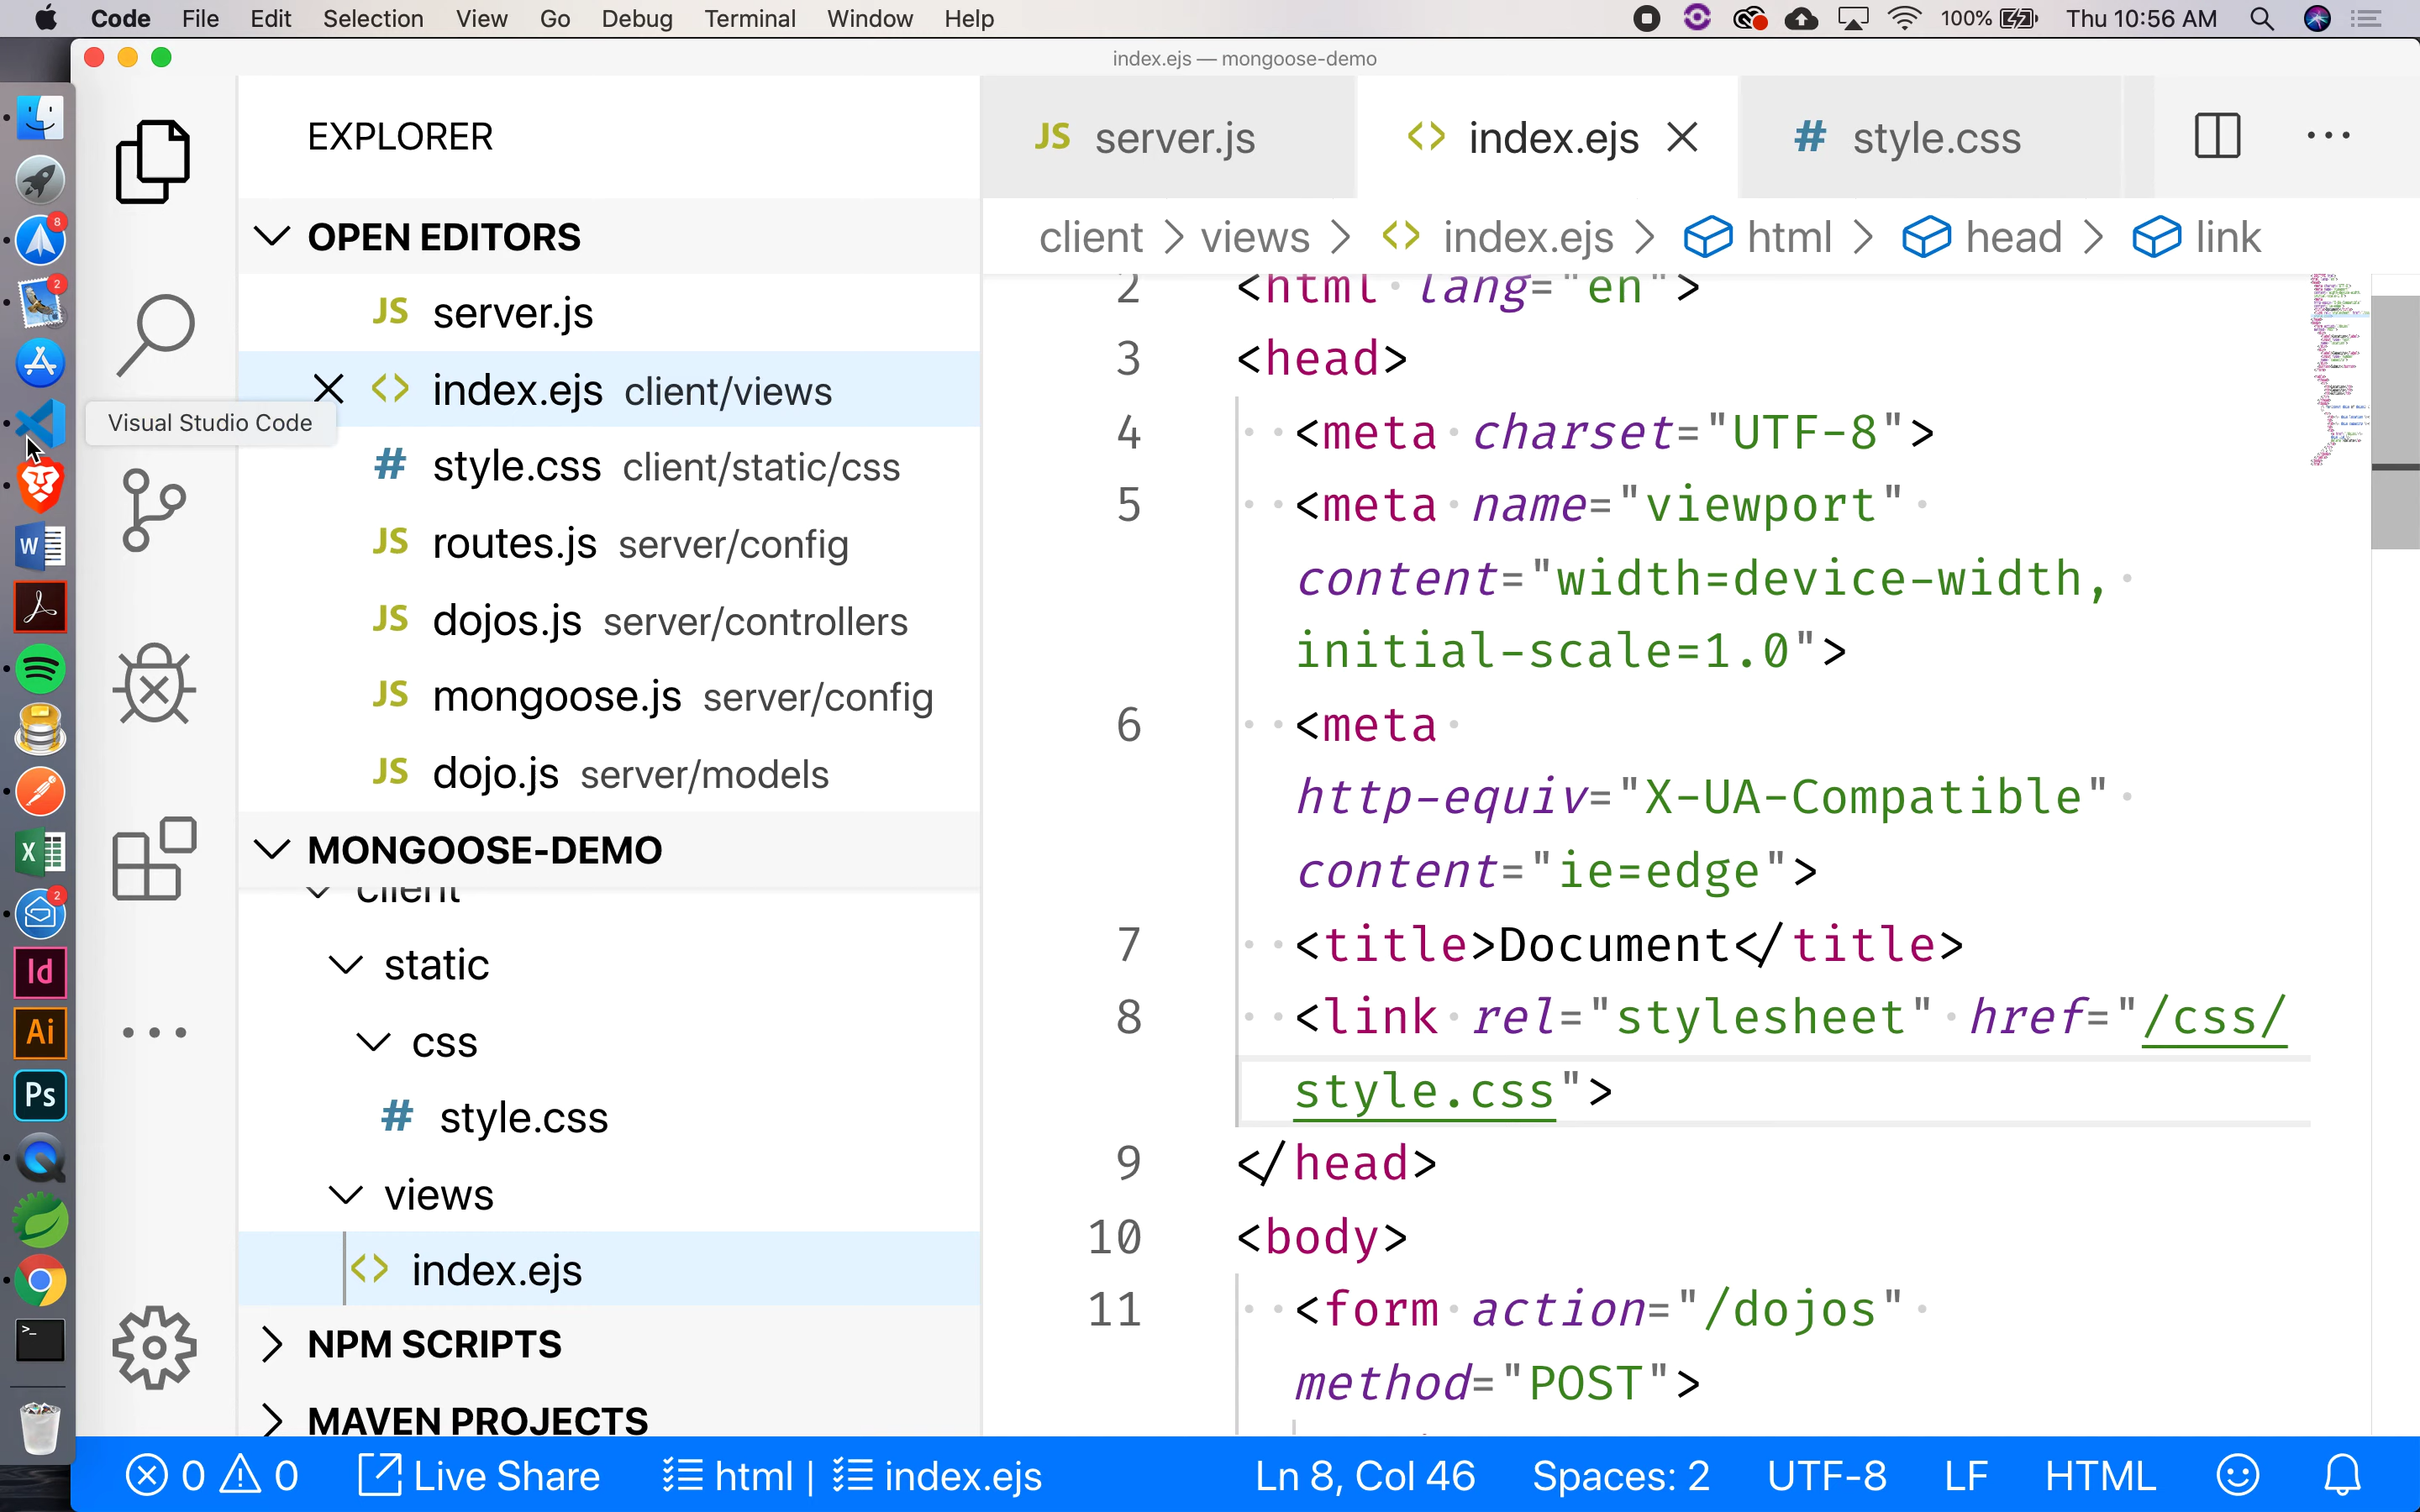 Code File Edit Selection View Go Debug Terminal Window Help 100% Thu 10:56 AM
index.ejs — mongoose-demo
EXPLORER
JS server.js <> index.ejs # style.css
OPEN EDITORS
client > views > <> index.ejs > html > head > link
JS server.js
<> index.ejs client/views
Visual Studio Code
# style.css client/static/css
JS routes.js server/config
JS dojos.js server/controllers
JS mongoose.js server/config
JS dojo.js server/models
MONGOOSE-DEMO
client
static
css
# style.css
views
<> index.ejs
NPM SCRIPTS
MAVEN PROJECTS
2 <html lang="en">
3 <head>
4 <meta charset="UTF-8">
5 <meta name="viewport"
content="width=device-width,
initial-scale=1.0">
6 <meta
http-equiv="X-UA-Compatible"
content="ie=edge">
7 <title>Document</title>
8 <link rel="stylesheet" href="/css/
style.css">
9 </head>
10 <body>
11 <form action="/dojos"
method="POST">
8
2
W
X
2
Id
Ai
Ps
>_
0 0 Live Share html | index.ejs Ln 8, Col 46 Spaces: 2 UTF-8 LF HTML